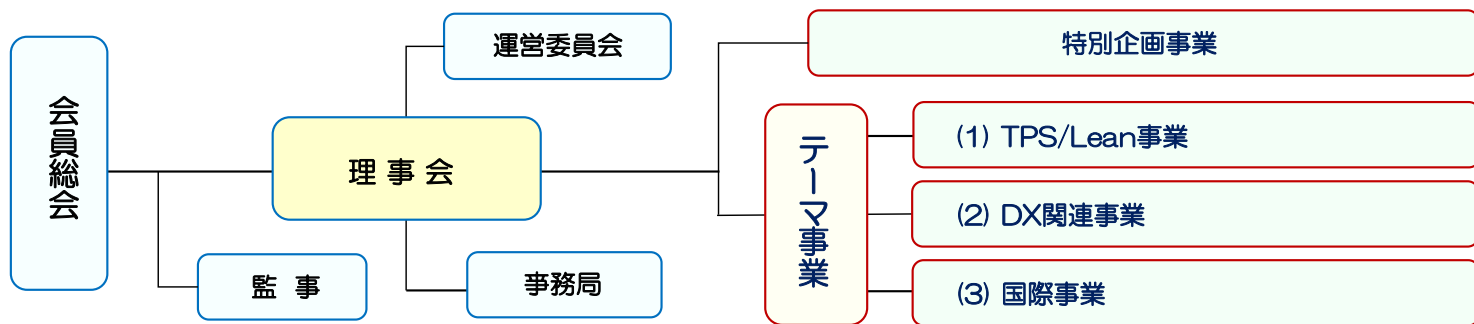 会員総会
運営委員会
理事会
監事
事務局
特別企画事業
テーマ事業
(1) TPS/Lean事業
(2) DX関連事業
(3) 国際事業